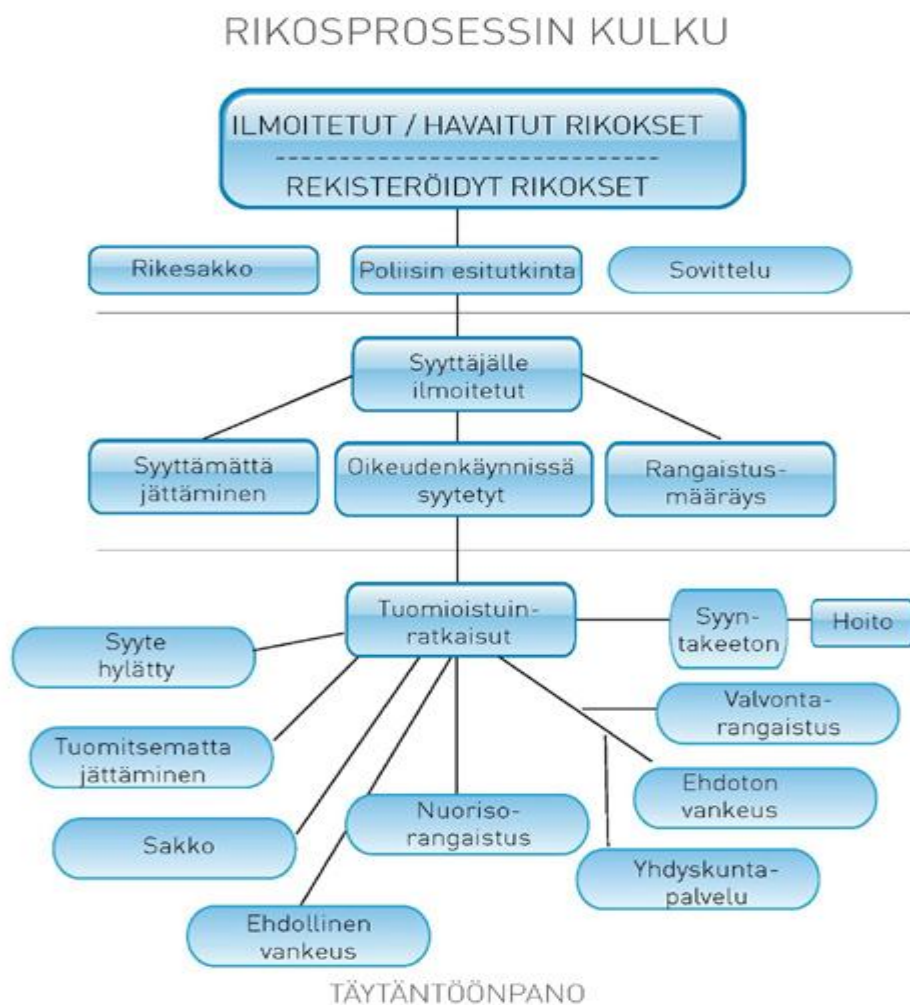 RIKOSPROSESSIN KULKU
ILMOITETUT / HAVAITUT RIKOKSET
REKISTERÖIDYT RIKOKSET
Rikesakko
Poliisin esitutkinta
Sovittelu
Syyttäjälle
ilmoitetut
Syyttämättä
jättäminen
Oikeudenkäynnissä
syytetyt
Rangaistus-
määräys
Tuomioistuin-
ratkaisut
Syyn-
takeeton
Hoito
Syyte
hylätty
Valvonta-
rangaistus
Tuomitsematta
jättäminen
Ehdoton
vankeus
Nuoriso-
rangaistus
Sakko
Yhdyskunta-
palvelu
Ehdollinen
vankeus
TÄYTÄNTÖÖNPANO